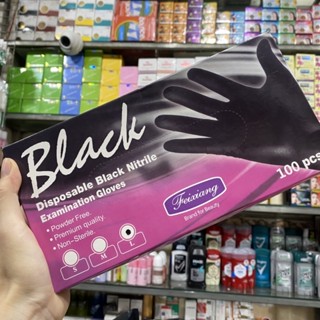 Black
Disposable Black Nitrile
Examination Gloves
• Powder Free
• Premium quality
• Non-Sterile.
S M L
Feixiang
Brand for Beauty
100 pcs